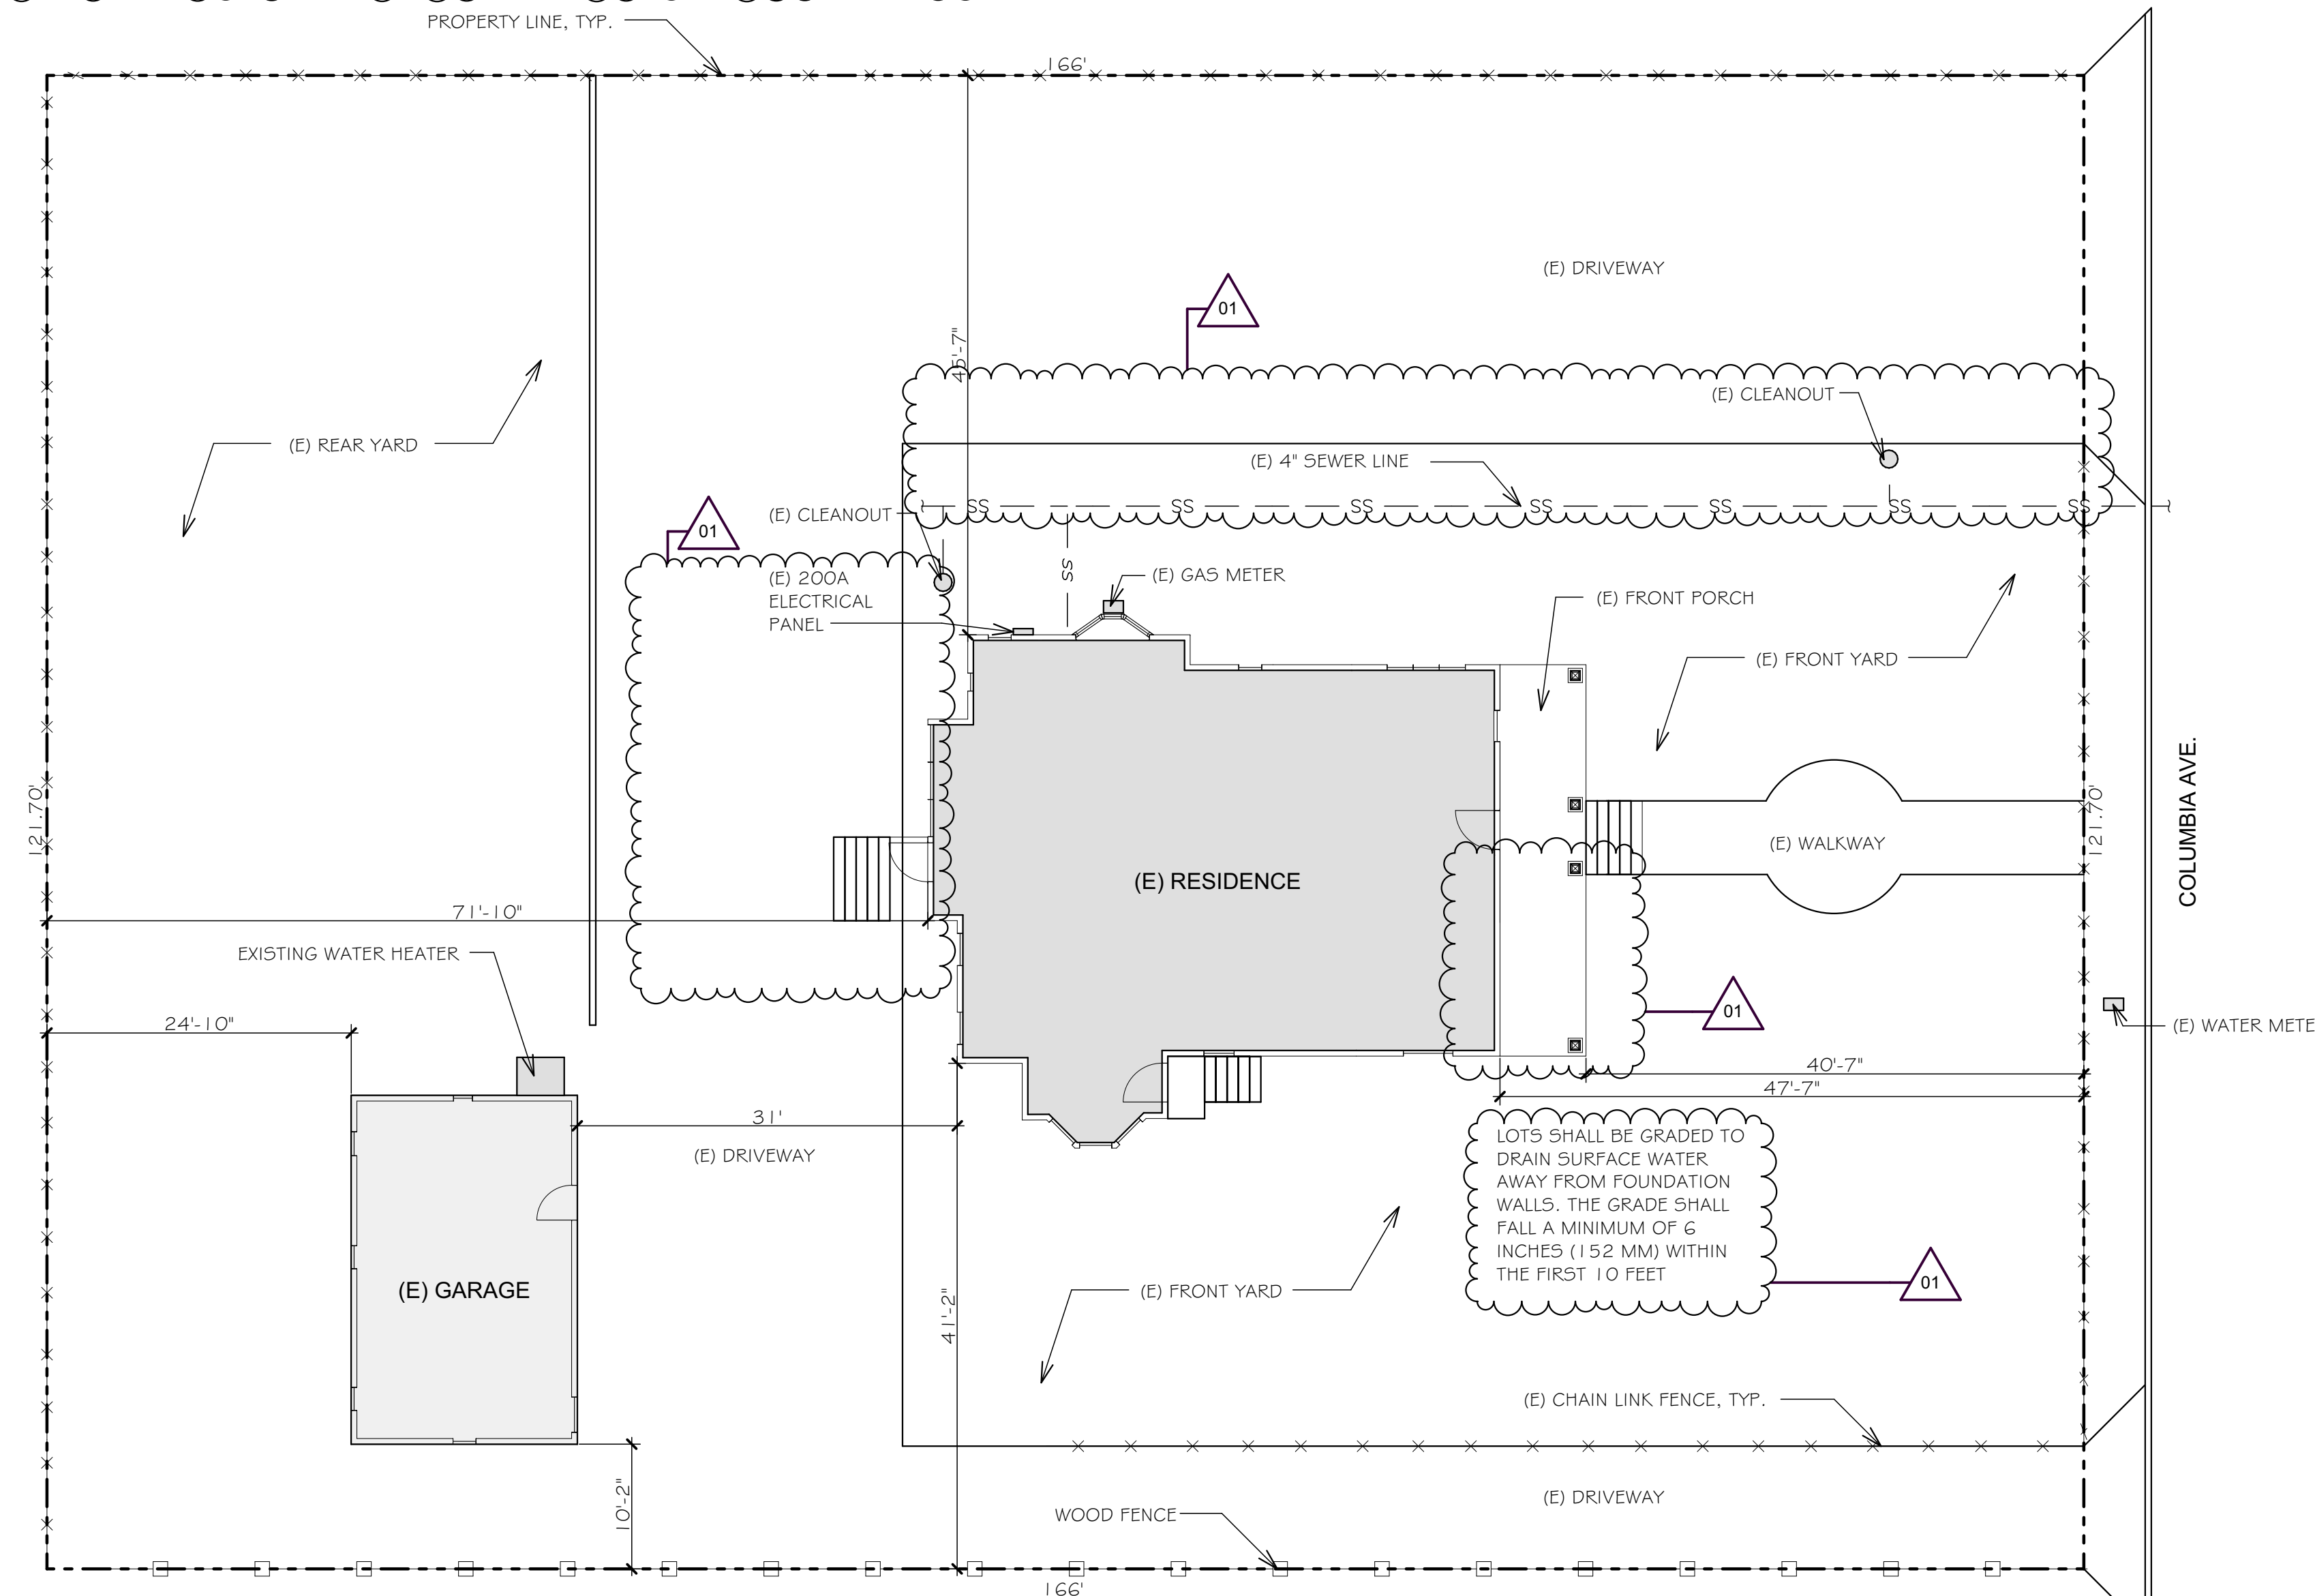 PROPERTY LINE, TYP.
166'
(E) DRIVEWAY
01
45'-7"
(E) CLEANOUT
(E) REAR YARD
(E) 4" SEWER LINE
SS SS SS SS SS SS SS
(E) CLEANOUT
01
SS
(E) 200A
ELECTRICAL
PANEL
(E) GAS METER
(E) FRONT PORCH
(E) FRONT YARD
121.70'
121.70'
COLUMBIA AVE.
(E) WALKWAY
(E) RESIDENCE
71'-10"
EXISTING WATER HEATER
01
24'-10"
(E) WATER METE
40'-7"
47'-7"
31'
(E) DRIVEWAY
LOTS SHALL BE GRADED TO
DRAIN SURFACE WATER
AWAY FROM FOUNDATION
WALLS. THE GRADE SHALL
FALL A MINIMUM OF 6
INCHES (152 MM) WITHIN
THE FIRST 10 FEET
01
(E) GARAGE
(E) FRONT YARD
41'-2"
(E) CHAIN LINK FENCE, TYP.
10'-2"
(E) DRIVEWAY
WOOD FENCE
166'